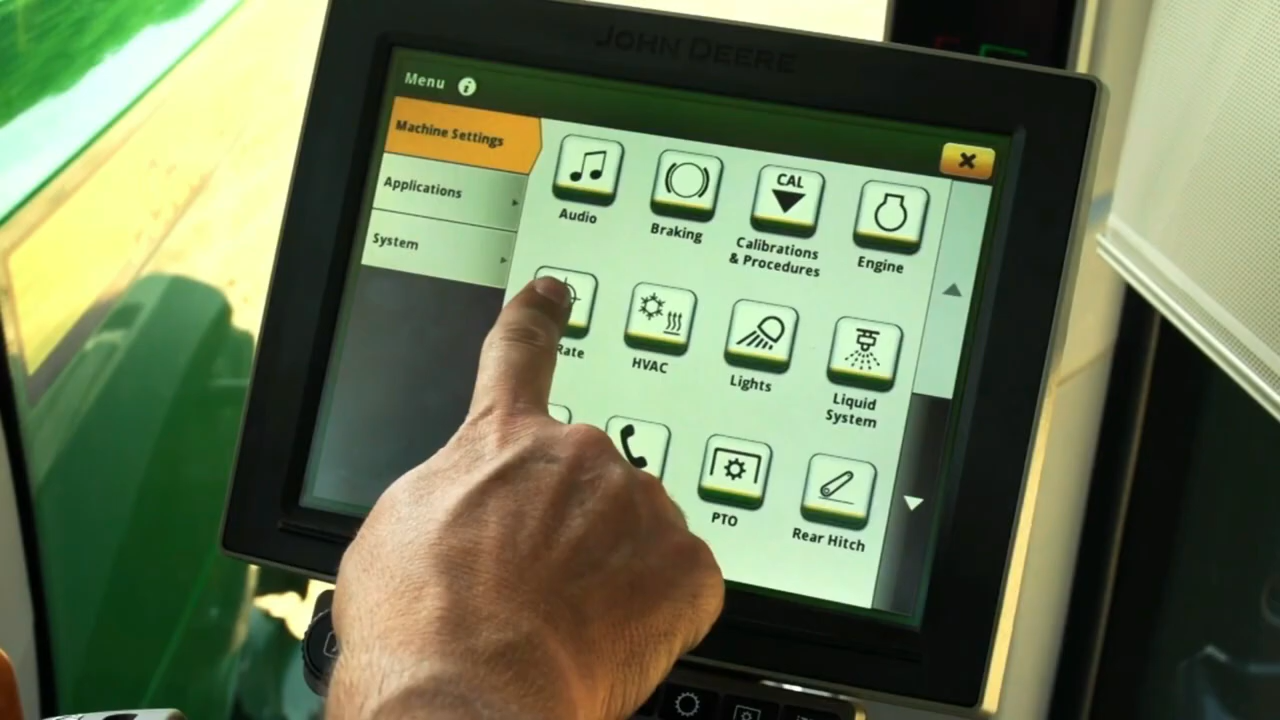 JOHN DEERE
Menu
Machine Settings
Applications
System
Audio
Braking
CAL
Calibrations
& Procedures
Engine
Rate
HVAC
Lights
Liquid
System
PTO
Rear Hitch